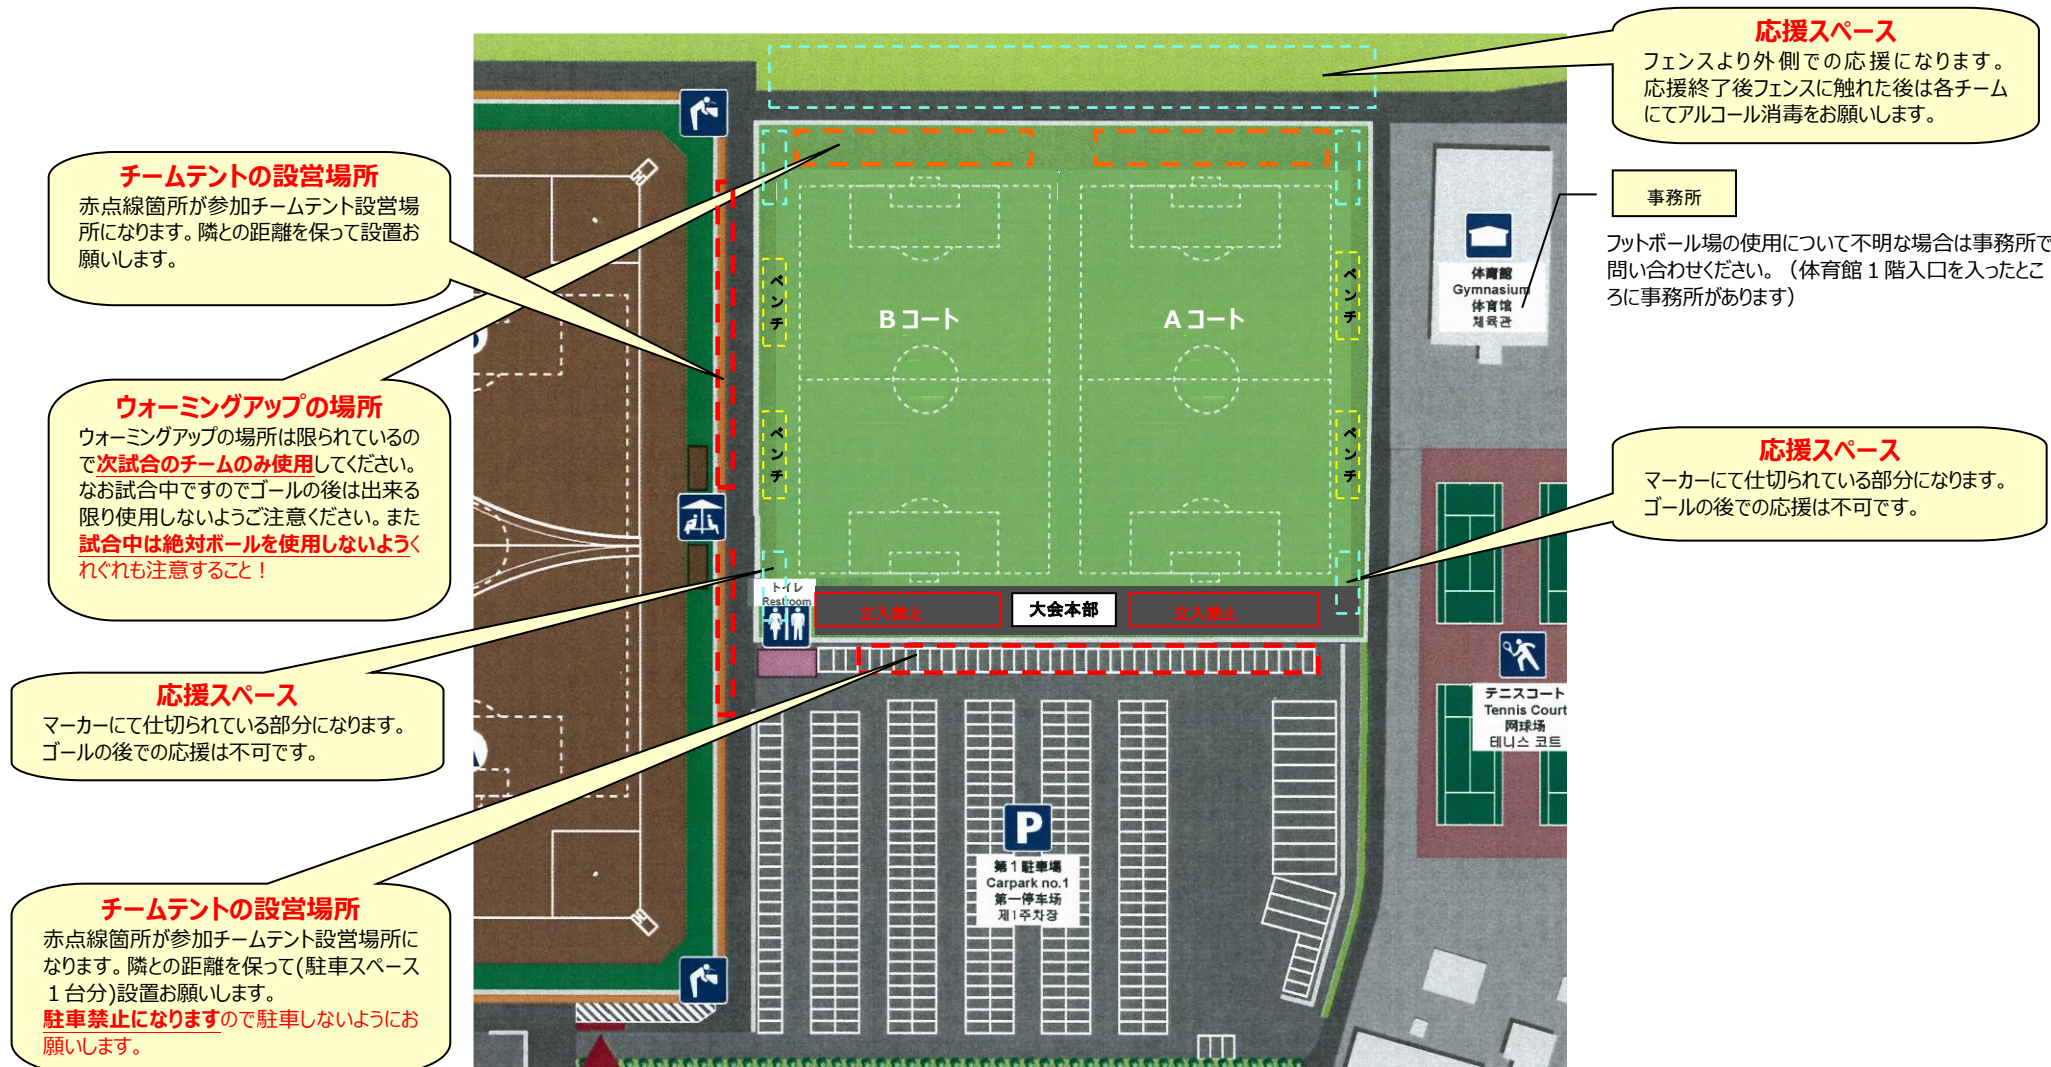 応援スペース
フェンスより外側での応援になります。
応援終了後フェンスに触れた後は各チーム
にてアルコール消毒をお願いします。
チームテントの設営場所
赤点線箇所が参加チームテント設営場
所になります。隣との距離を保って設置お
願いします。
事務所
フットボール場の使用について不明な場合は事務所で
問い合わせください。（体育館１階入口を入ったとこ
ろに事務所があります）
体育館
Gymnasium
体育馆
체육관
ベンチ
Bコート
Aコート
ベンチ
ウォーミングアップの場所
ウォーミングアップの場所は限られているの
で次試合のチームのみ使用してください。
なお試合中ですのでゴールの後は出来る
限り使用しないようご注意ください。また
試合中は絶対ボールを使用しないようく
れぐれも注意すること！
ベンチ
ベンチ
応援スペース
マーカーにて仕切られている部分になります。
ゴールの後での応援は不可です。
トイレ
Restroom
立入禁止
大会本部
立入禁止
応援スペース
マーカーにて仕切られている部分になります。
ゴールの後での応援は不可です。
テニスコート
Tennis Court
网球场
테니스 코트
P
第1駐車場
Carpark no.1
第一停车场
제1주차장
チームテントの設営場所
赤点線箇所が参加チームテント設営場所に
なります。隣との距離を保って(駐車スペース
１台分)設置お願いします。
駐車禁止になりますので駐車しないようにお
願いします。